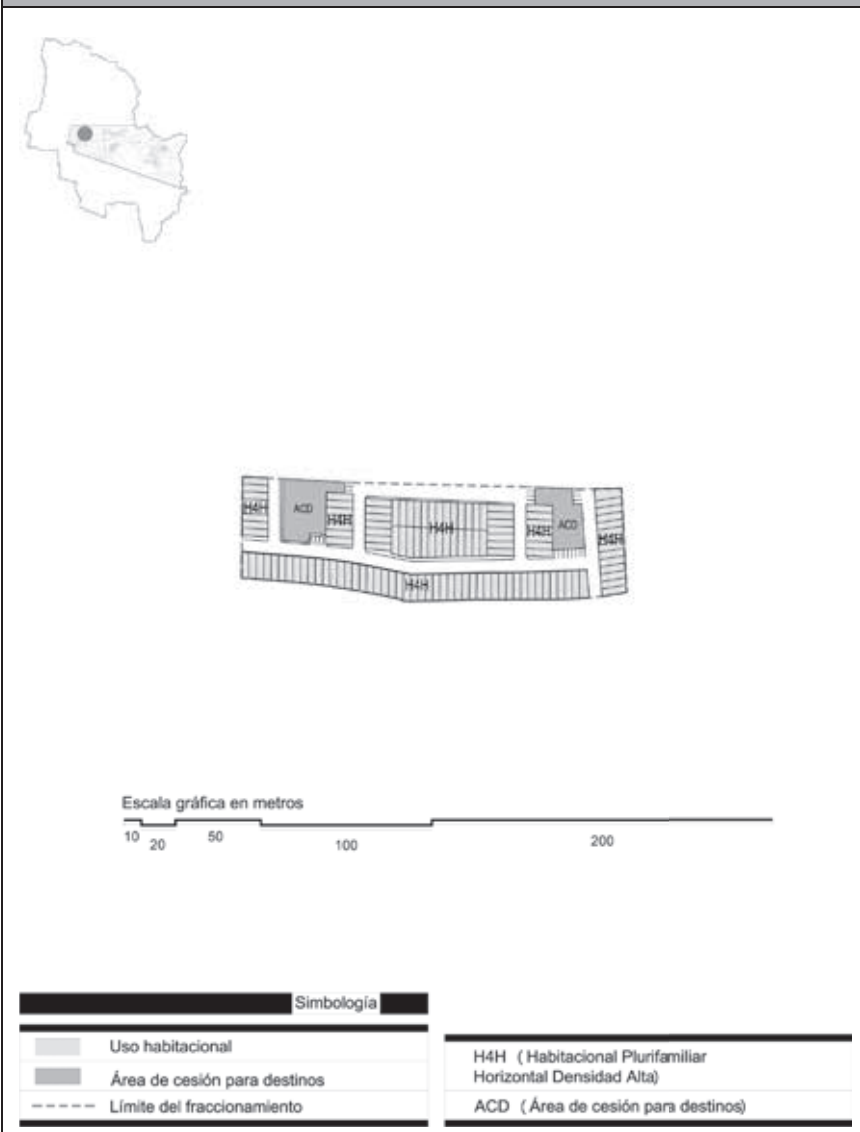 H4H
ACD
H4H
H4H
H4H
ACD
H4H
H4H
Escala gráfica en metros
10
20
50
100
200
Simbología
Uso habitacional
Área de cesión para destinos
Límite del fraccionamiento
H4H ( Habitacional Plurifamiliar
Horizontal Densidad Alta)
ACD ( Área de cesión para destinos)